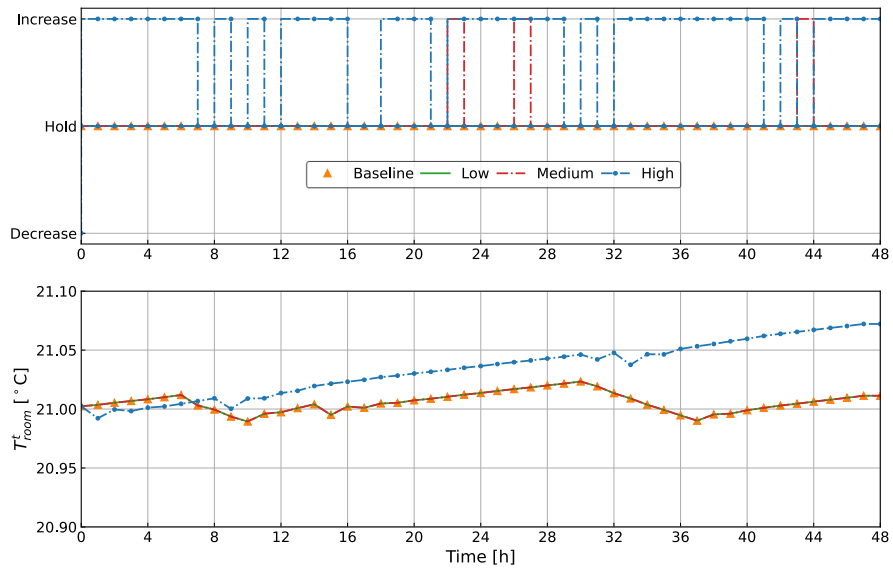 Increase
Hold
Baseline Low Medium High
Decrease
0 4 8 12 16 20 24 28 32 36 40 44 48
21.10
21.05
21.00
20.95
20.90
T^t_room [°C]
0 4 8 12 16 20 24 28 32 36 40 44 48
Time [h]